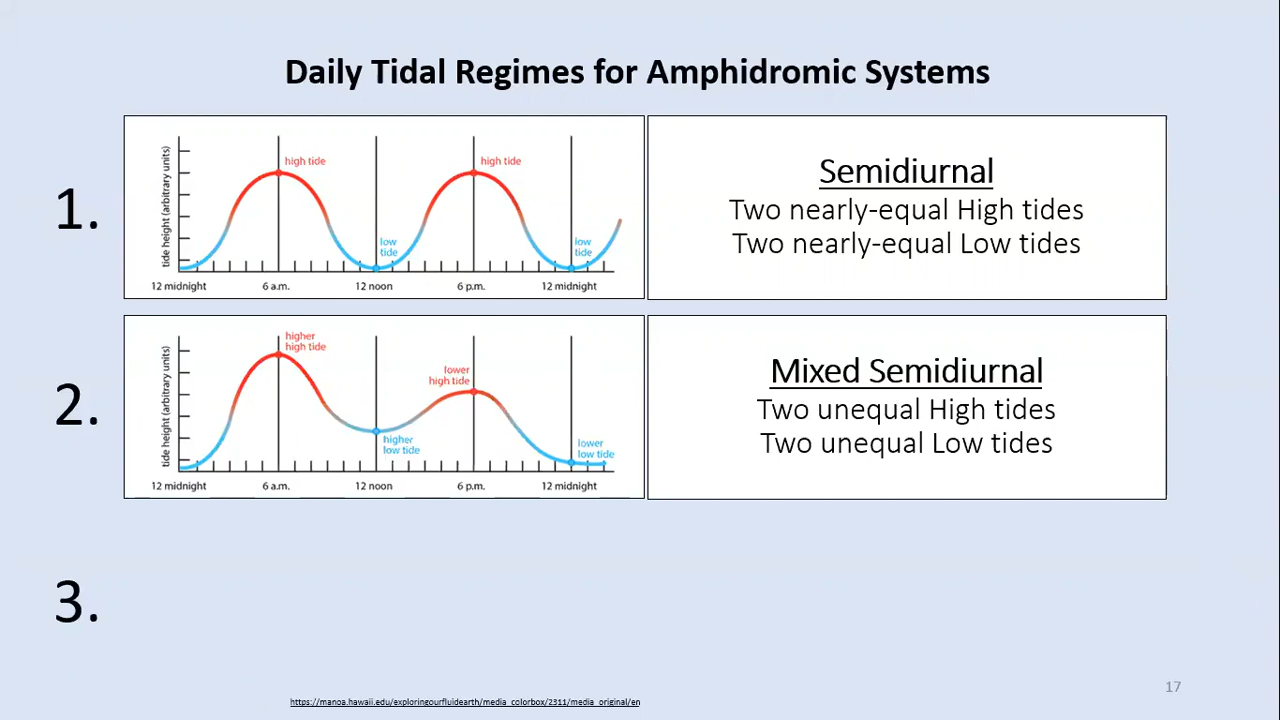 Daily Tidal Regimes for Amphidromic Systems
1.
tide height (arbitrary units)
high tide
high tide
low
tide
low
tide
12 midnight 6 a.m. 12 noon 6 p.m. 12 midnight
Semidiurnal
Two nearly-equal High tides
Two nearly-equal Low tides
2.
tide height (arbitrary units)
higher
high tide
lower
high tide
higher
low tide
lower
low tide
12 midnight 6 a.m. 12 noon 6 p.m. 12 midnight
Mixed Semidiurnal
Two unequal High tides
Two unequal Low tides
3.
17
https://manoa.hawaii.edu/exploringourfluidearth/media_colorbox/2311/media_original/en